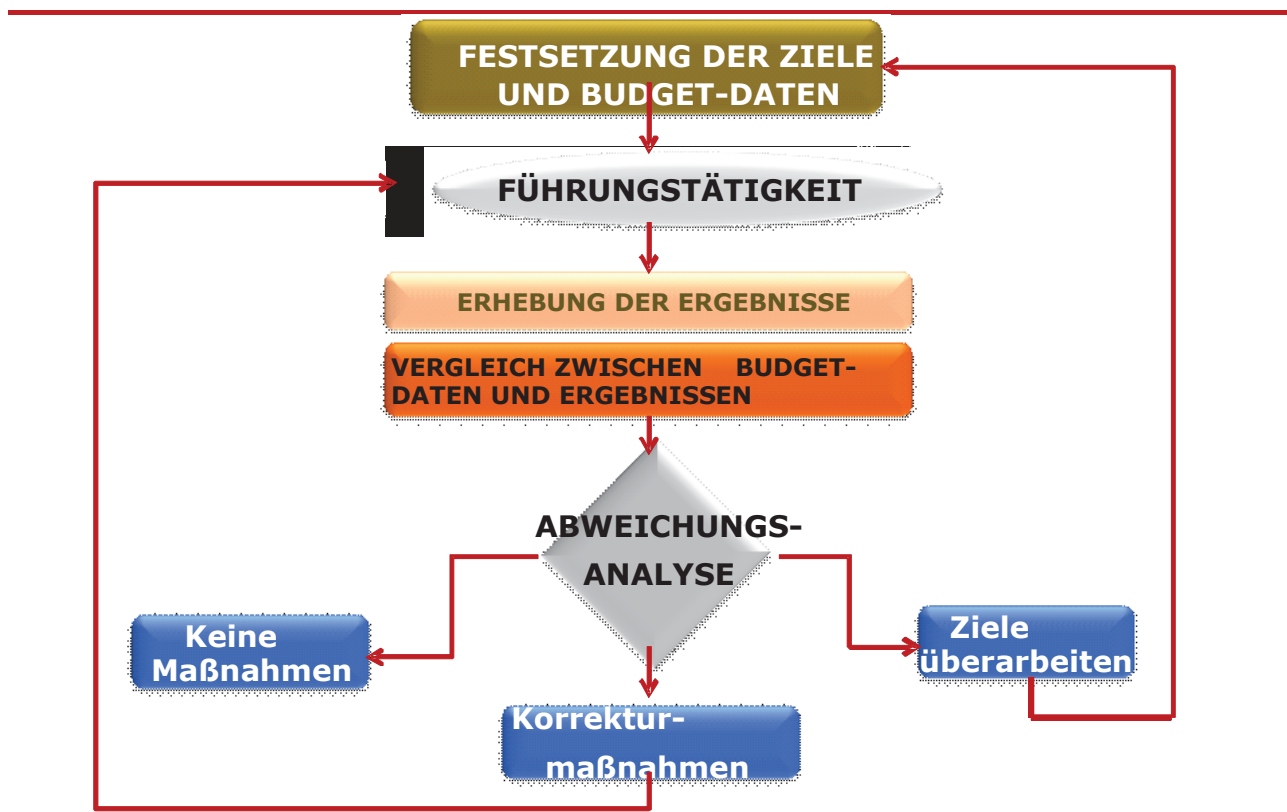 FESTSETZUNG DER ZIELE
UND BUDGET-DATEN
FÜHRUNGSTÄTIGKEIT
ERHEBUNG DER ERGEBNISSE
VERGLEICH ZWISCHEN BUDGET-
DATEN UND ERGEBNISSEN
ABWEICHUNGS-
ANALYSE
Keine
Maßnahmen
Ziele
überarbeiten
Korrektur-
maßnahmen